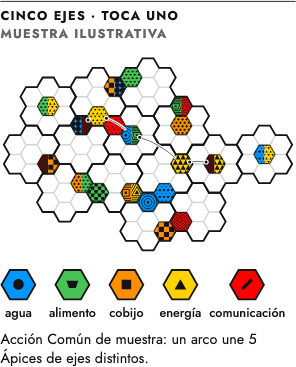 CINCO EJES · TOCA UNO
MUESTRA ILUSTRATIVA
agua alimento cobijo energía comunicación
Acción Común de muestra: un arco une 5
Ápices de ejes distintos.